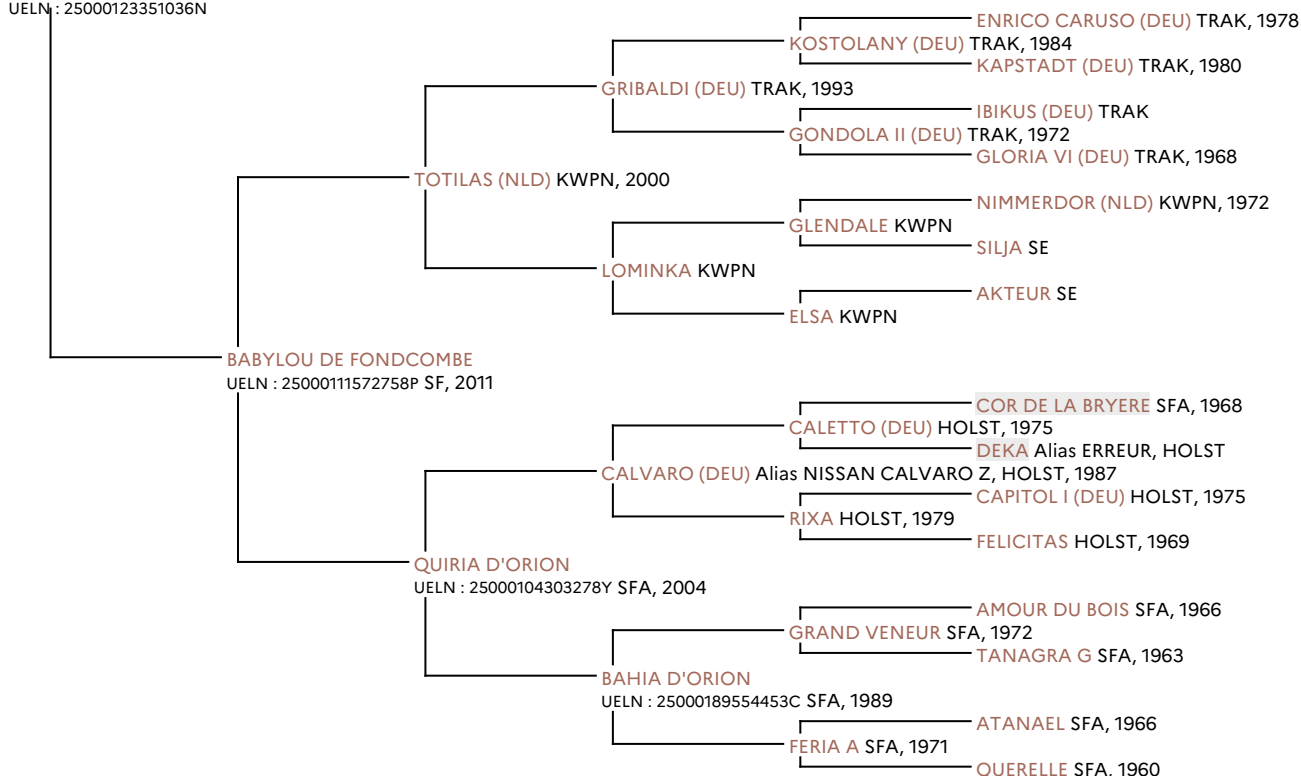 UELN : 25000123351036N
ENRICO CARUSO (DEU) TRAK, 1978
KOSTOLANY (DEU) TRAK, 1984
KAPSTADT (DEU) TRAK, 1980
GRIBALDI (DEU) TRAK, 1993
IBIKUS (DEU) TRAK
GONDOLA II (DEU) TRAK, 1972
GLORIA VI (DEU) TRAK, 1968
TOTILAS (NLD) KWPN, 2000
NIMMERDOR (NLD) KWPN, 1972
GLENDALE KWPN
SILJA SE
LOMINKA KWPN
AKTEUR SE
ELSA KWPN
BABYLOU DE FONDCOMBE
UELN : 25000111572758P SF, 2011
COR DE LA BRYERE SFA, 1968
CALETTO (DEU) HOLST, 1975
DEKA Alias ERREUR, HOLST
CALVARO (DEU) Alias NISSAN CALVARO Z, HOLST, 1987
CAPITOL I (DEU) HOLST, 1975
RIXA HOLST, 1979
FELICITAS HOLST, 1969
QUIRIA D'ORION
UELN : 25000104303278Y SFA, 2004
AMOUR DU BOIS SFA, 1966
GRAND VENEUR SFA, 1972
TANAGRA G SFA, 1963
BAHIA D'ORION
UELN : 25000189554453C SFA, 1989
ATANAEL SFA, 1966
FERIA A SFA, 1971
QUERELLE SFA, 1960